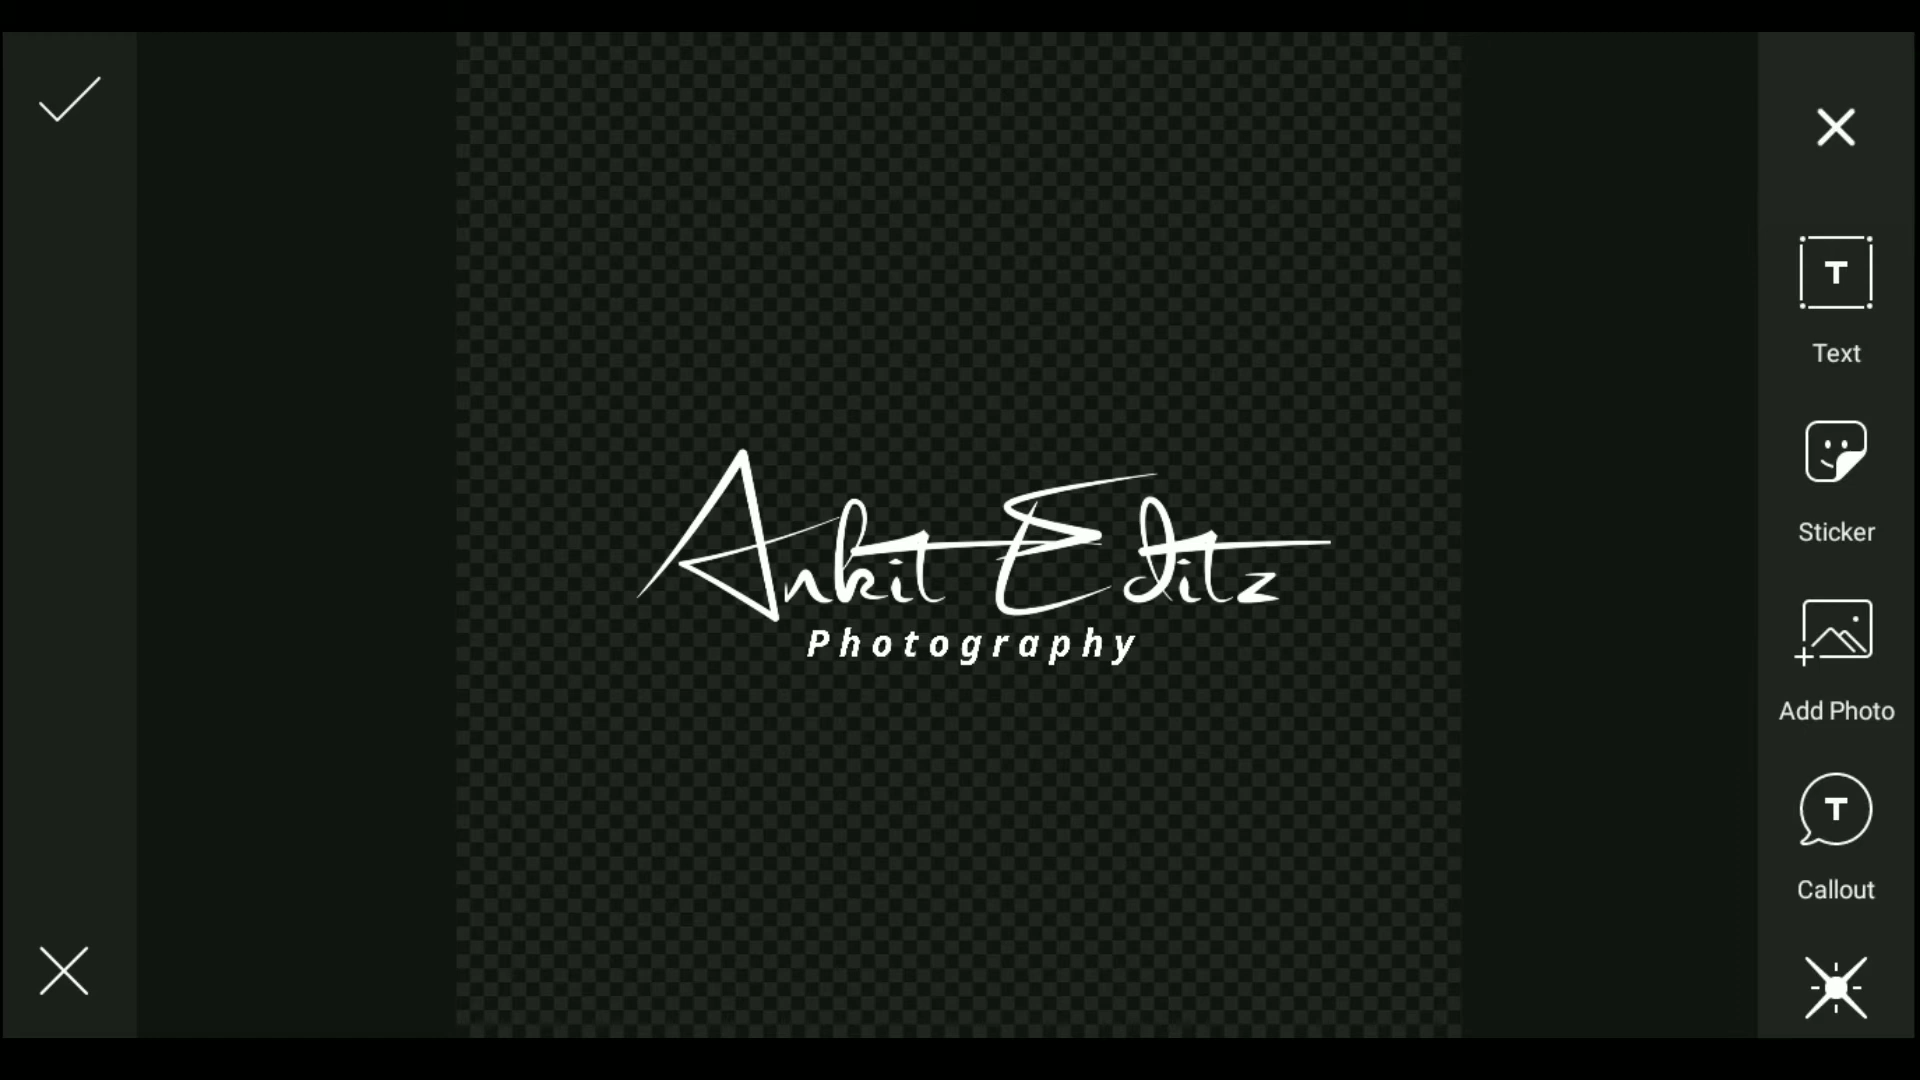 Ankit Editz
Photography
T
Text
Sticker
Add Photo
T
Callout